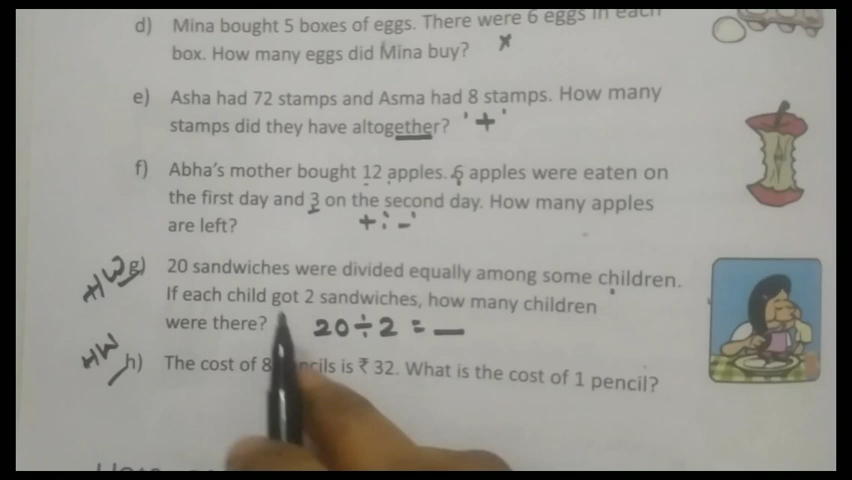 d) Mina bought 5 boxes of eggs. There were 6 eggs in each
box. How many eggs did Mina buy? ×
e) Asha had 72 stamps and Asma had 8 stamps. How many
stamps did they have altogether? '+'
f) Abha's mother bought 12 apples. 6 apples were eaten on
the first day and 3 on the second day. How many apples
are left? + : -
HW g) 20 sandwiches were divided equally among some children.
If each child got 2 sandwiches, how many children
were there? 20 ÷ 2 = _
HW h) The cost of 8 is ₹ 32. What is the cost of 1 pencil?